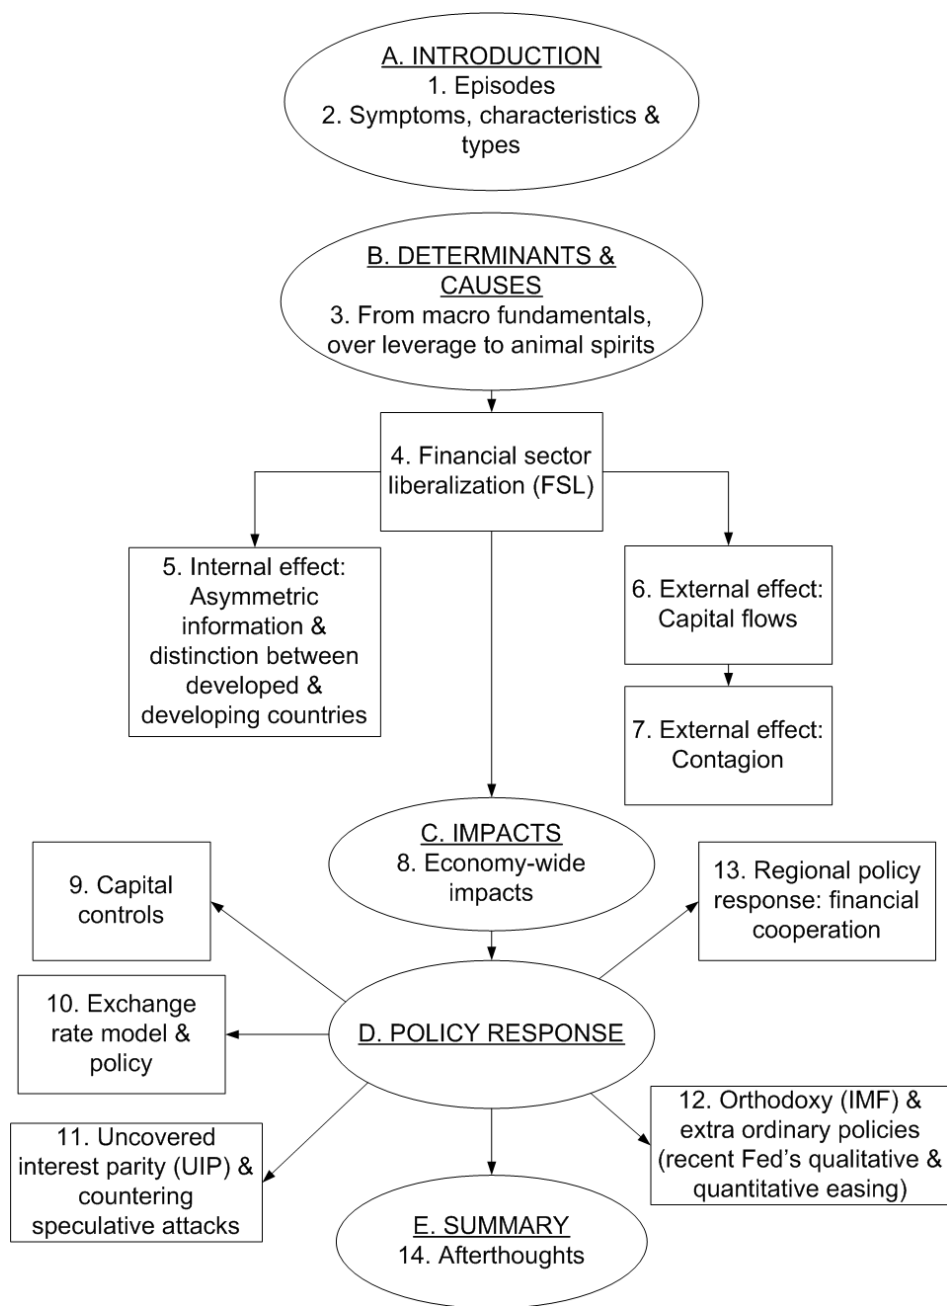 A. INTRODUCTION
1. Episodes
2. Symptoms, characteristics &
types
B. DETERMINANTS &
CAUSES
3. From macro fundamentals,
over leverage to animal spirits
4. Financial sector
liberalization (FSL)
5. Internal effect:
Asymmetric
information &
distinction between
developed &
developing countries
6. External effect:
Capital flows
7. External effect:
Contagion
C. IMPACTS
8. Economy-wide
impacts
9. Capital
controls
13. Regional policy
response: financial
cooperation
10. Exchange
rate model &
policy
D. POLICY RESPONSE
11. Uncovered
interest parity (UIP) &
countering
speculative attacks
12. Orthodoxy (IMF) &
extra ordinary policies
(recent Fed's qualitative &
quantitative easing)
E. SUMMARY
14. Afterthoughts